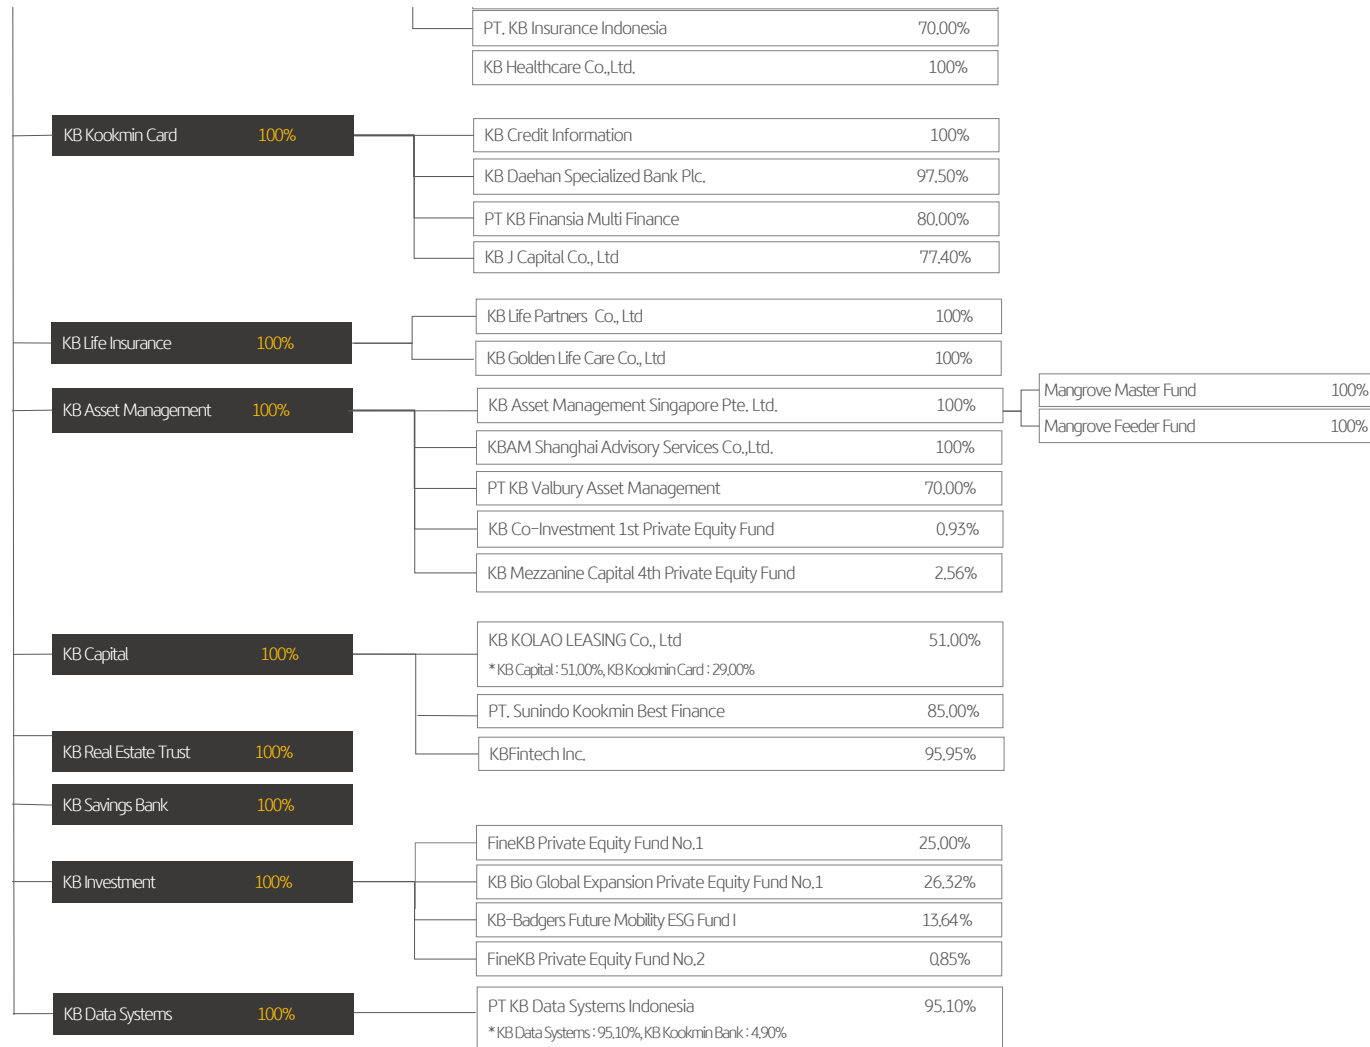 PT. KB Insurance Indonesia 70.00%
KB Healthcare Co.,Ltd. 100%
KB Kookmin Card 100%
KB Credit Information 100%
KB Daehan Specialized Bank Plc. 97.50%
PT KB Finansia Multi Finance 80.00%
KB J Capital Co., Ltd 77.40%
KB Life Insurance 100%
KB Life Partners Co., Ltd 100%
KB Golden Life Care Co., Ltd 100%
KB Asset Management 100%
KB Asset Management Singapore Pte. Ltd. 100%
Mangrove Master Fund 100%
Mangrove Feeder Fund 100%
KBAM Shanghai Advisory Services Co.,Ltd. 100%
PT KB Valbury Asset Management 70.00%
KB Co-Investment 1st Private Equity Fund 0.93%
KB Mezzanine Capital 4th Private Equity Fund 2.56%
KB Capital 100%
KB KOLAO LEASING Co., Ltd 51.00%
* KB Capital : 51.00%, KB Kookmin Card : 29.00%
PT. Sunindo Kookmin Best Finance 85.00%
KBFintech Inc. 95.95%
KB Real Estate Trust 100%
KB Savings Bank 100%
KB Investment 100%
FineKB Private Equity Fund No.1 25.00%
KB Bio Global Expansion Private Equity Fund No.1 26.32%
KB-Badgers Future Mobility ESG Fund I 13.64%
FineKB Private Equity Fund No.2 0.85%
KB Data Systems 100%
PT KB Data Systems Indonesia 95.10%
* KB Data Systems : 95.10%, KB Kookmin Bank : 4.90%